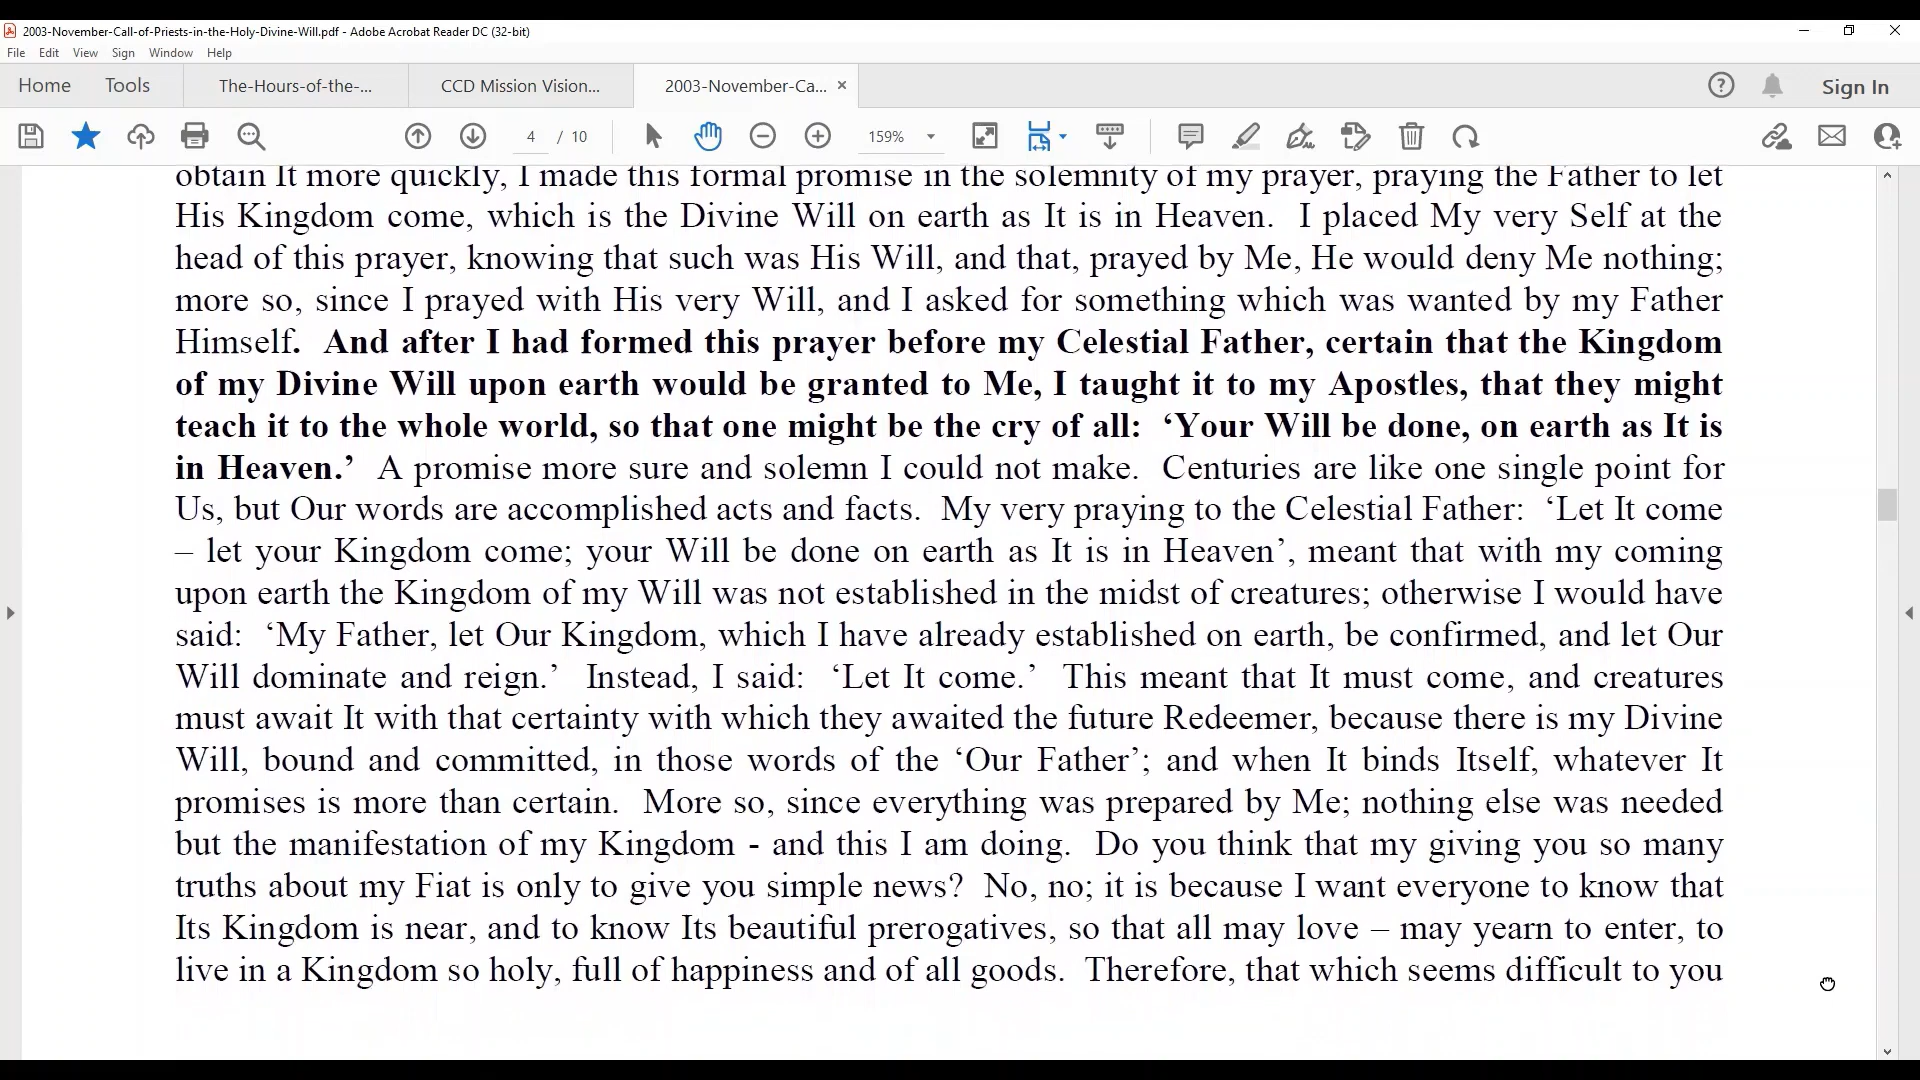 2003-November-Call-of-Priests-in-the-Holy-Divine-Will.pdf - Adobe Acrobat Reader DC (32-bit)
File Edit View Sign Window Help
Home Tools The-Hours-of-the-... CCD Mission Vision... 2003-November-Ca... Sign In
4 / 10 159%
obtain It more quickly, I made this formal promise in the solemnity of my prayer, praying the Father to let
His Kingdom come, which is the Divine Will on earth as It is in Heaven. I placed My very Self at the
head of this prayer, knowing that such was His Will, and that, prayed by Me, He would deny Me nothing;
more so, since I prayed with His very Will, and I asked for something which was wanted by my Father
Himself. And after I had formed this prayer before my Celestial Father, certain that the Kingdom
of my Divine Will upon earth would be granted to Me, I taught it to my Apostles, that they might
teach it to the whole world, so that one might be the cry of all: ‘Your Will be done, on earth as It is
in Heaven.’ A promise more sure and solemn I could not make. Centuries are like one single point for
Us, but Our words are accomplished acts and facts. My very praying to the Celestial Father: ‘Let It come
– let your Kingdom come; your Will be done on earth as It is in Heaven’, meant that with my coming
upon earth the Kingdom of my Will was not established in the midst of creatures; otherwise I would have
said: ‘My Father, let Our Kingdom, which I have already established on earth, be confirmed, and let Our
Will dominate and reign.’ Instead, I said: ‘Let It come.’ This meant that It must come, and creatures
must await It with that certainty with which they awaited the future Redeemer, because there is my Divine
Will, bound and committed, in those words of the ‘Our Father’; and when It binds Itself, whatever It
promises is more than certain. More so, since everything was prepared by Me; nothing else was needed
but the manifestation of my Kingdom - and this I am doing. Do you think that my giving you so many
truths about my Fiat is only to give you simple news? No, no; it is because I want everyone to know that
Its Kingdom is near, and to know Its beautiful prerogatives, so that all may love – may yearn to enter, to
live in a Kingdom so holy, full of happiness and of all goods. Therefore, that which seems difficult to you